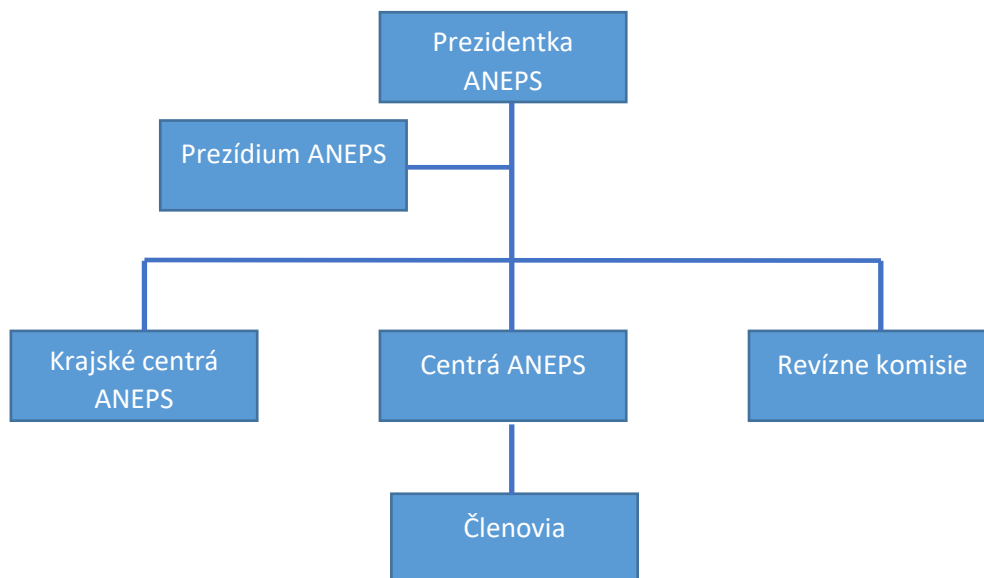 Prezidentka
ANEPS
Prezídium ANEPS
Krajské centrá
ANEPS
Centrá ANEPS
Revízne komisie
Členovia